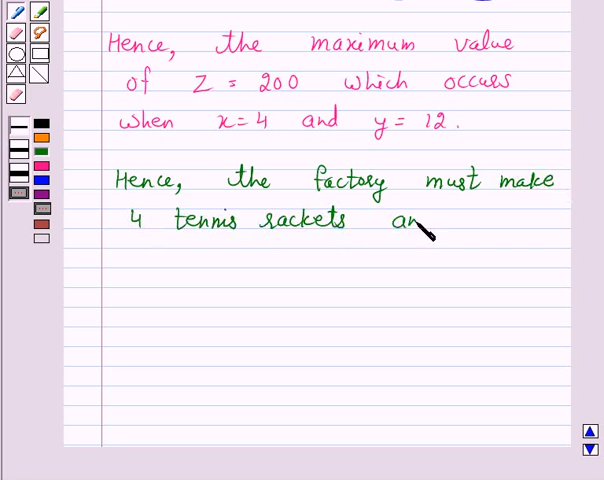 Hence, the maximum value
of Z = 200 which occurs
when x = 4 and y = 12.
Hence, the factory must make
4 tennis rackets an